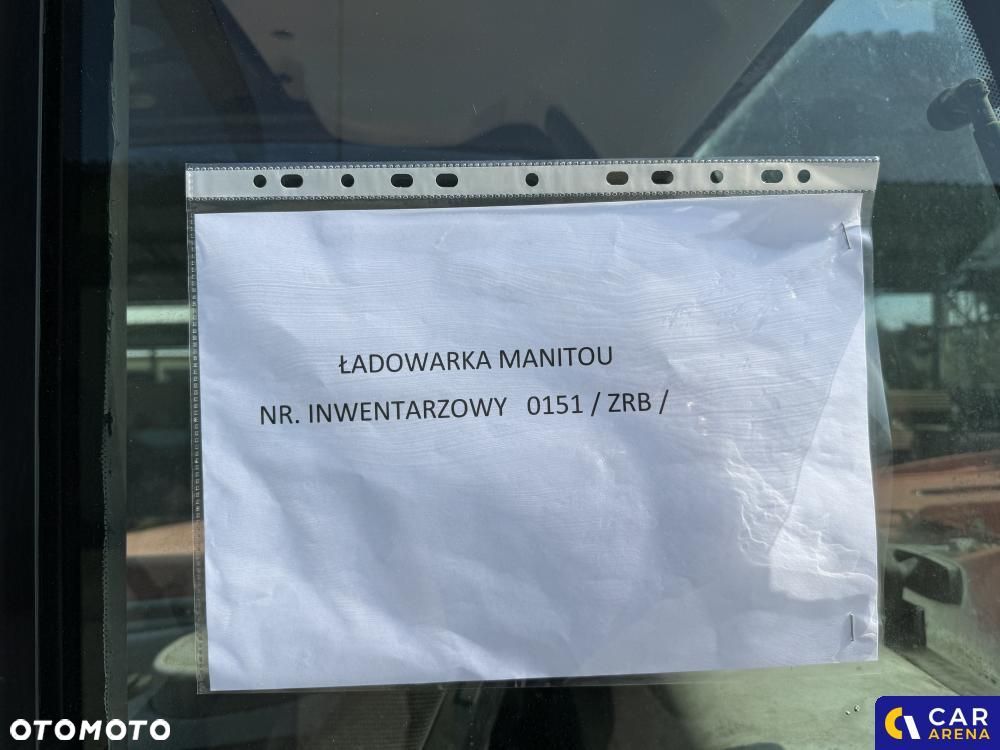 ŁADOWARKA MANITOU
NR. INWENTARZOWY 0151 / ZRB /
OTOMOTO
CAR
ARENA